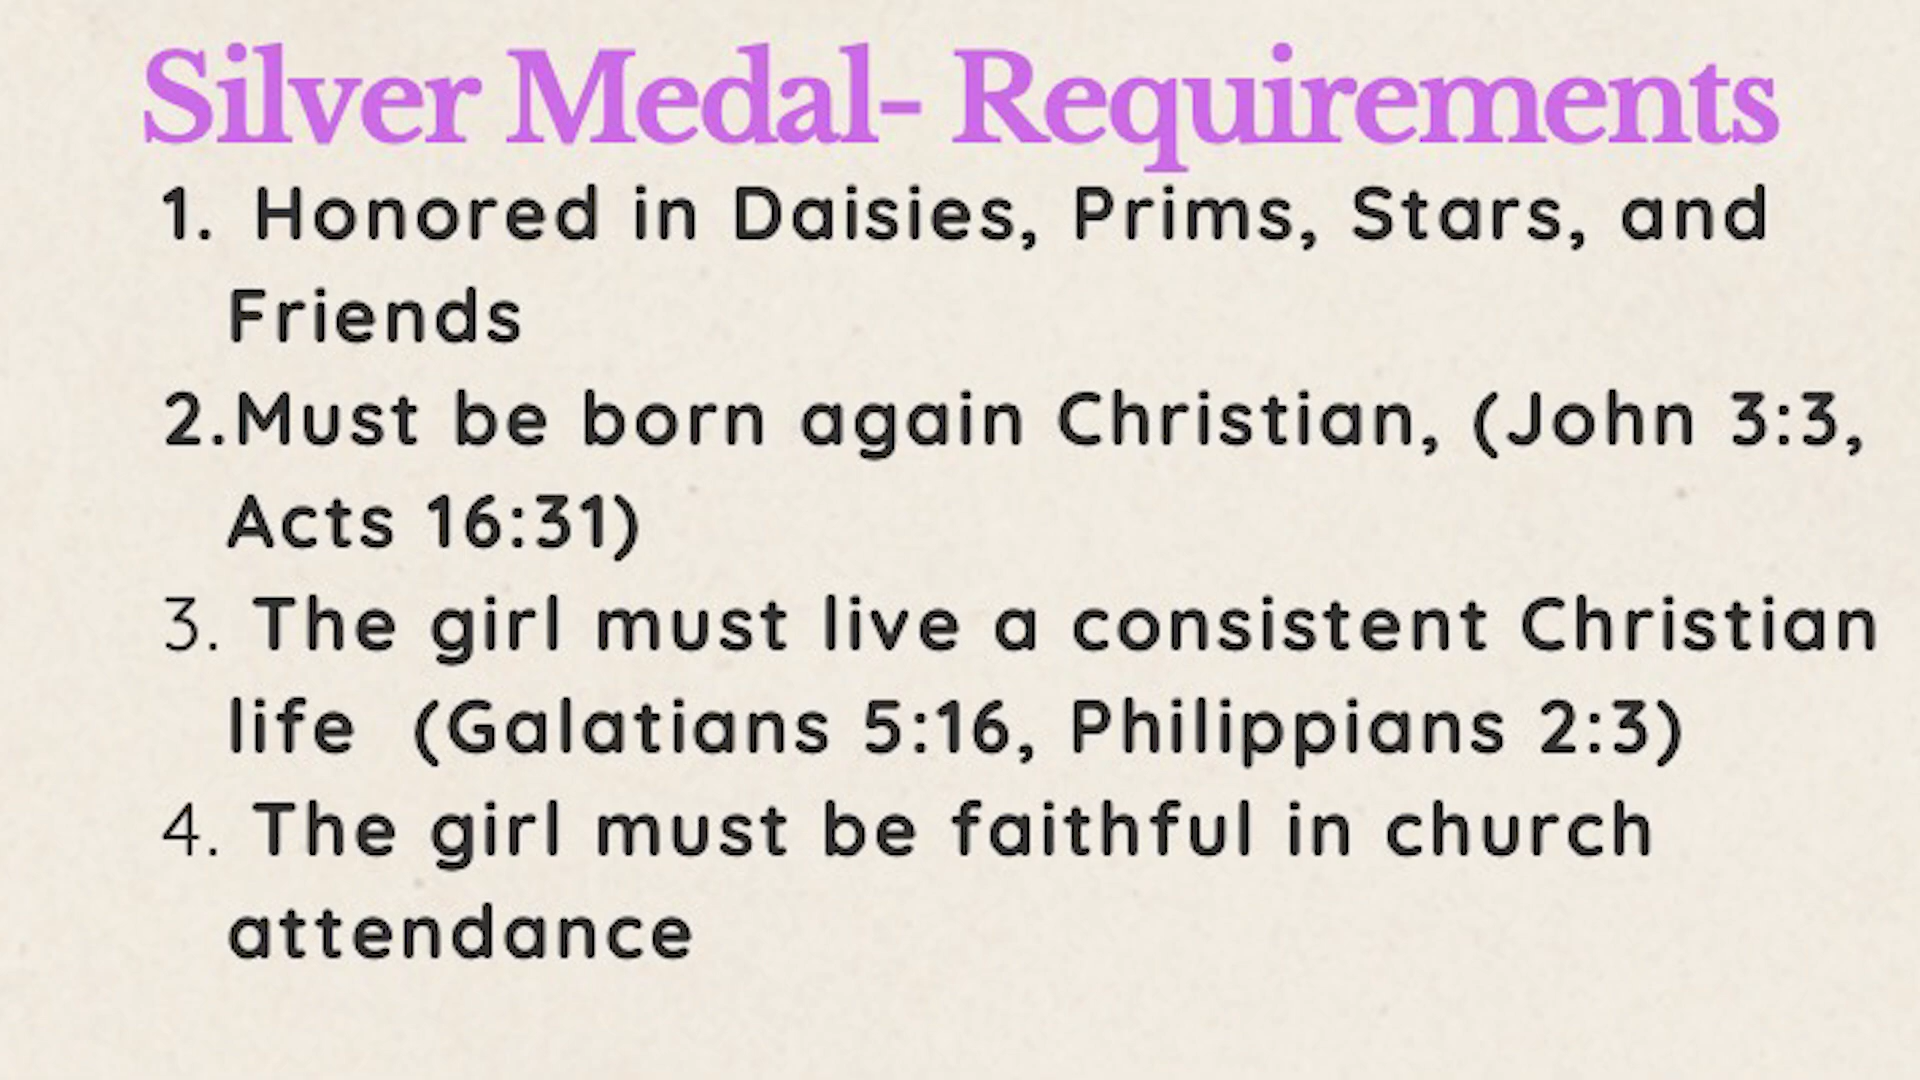 Silver Medal- Requirements
1. Honored in Daisies, Prims, Stars, and
Friends
2.Must be born again Christian, (John 3:3,
Acts 16:31)
3. The girl must live a consistent Christian
life  (Galatians 5:16, Philippians 2:3)
4. The girl must be faithful in church
attendance